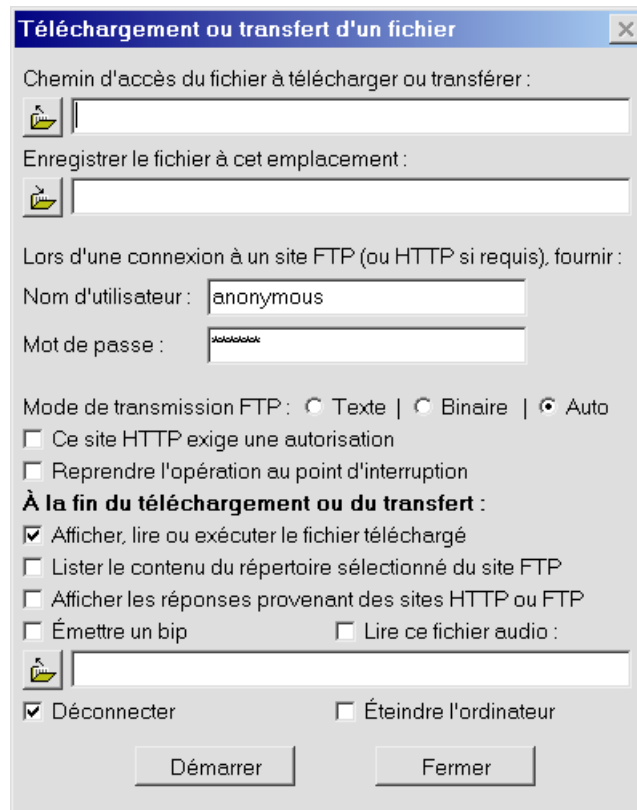 Téléchargement ou transfert d'un fichier
Chemin d'accès du fichier à télécharger ou transférer :
Enregistrer le fichier à cet emplacement :
Lors d'une connexion à un site FTP (ou HTTP si requis), fournir :
Nom d'utilisateur : anonymous
Mot de passe : *******
Mode de transmission FTP : Texte | Binaire | Auto
Ce site HTTP exige une autorisation
Reprendre l'opération au point d'interruption
À la fin du téléchargement ou du transfert :
Afficher, lire ou exécuter le fichier téléchargé
Lister le contenu du répertoire sélectionné du site FTP
Afficher les réponses provenant des sites HTTP ou FTP
Émettre un bip Lire ce fichier audio :
Déconnecter Éteindre l'ordinateur
Démarrer Fermer